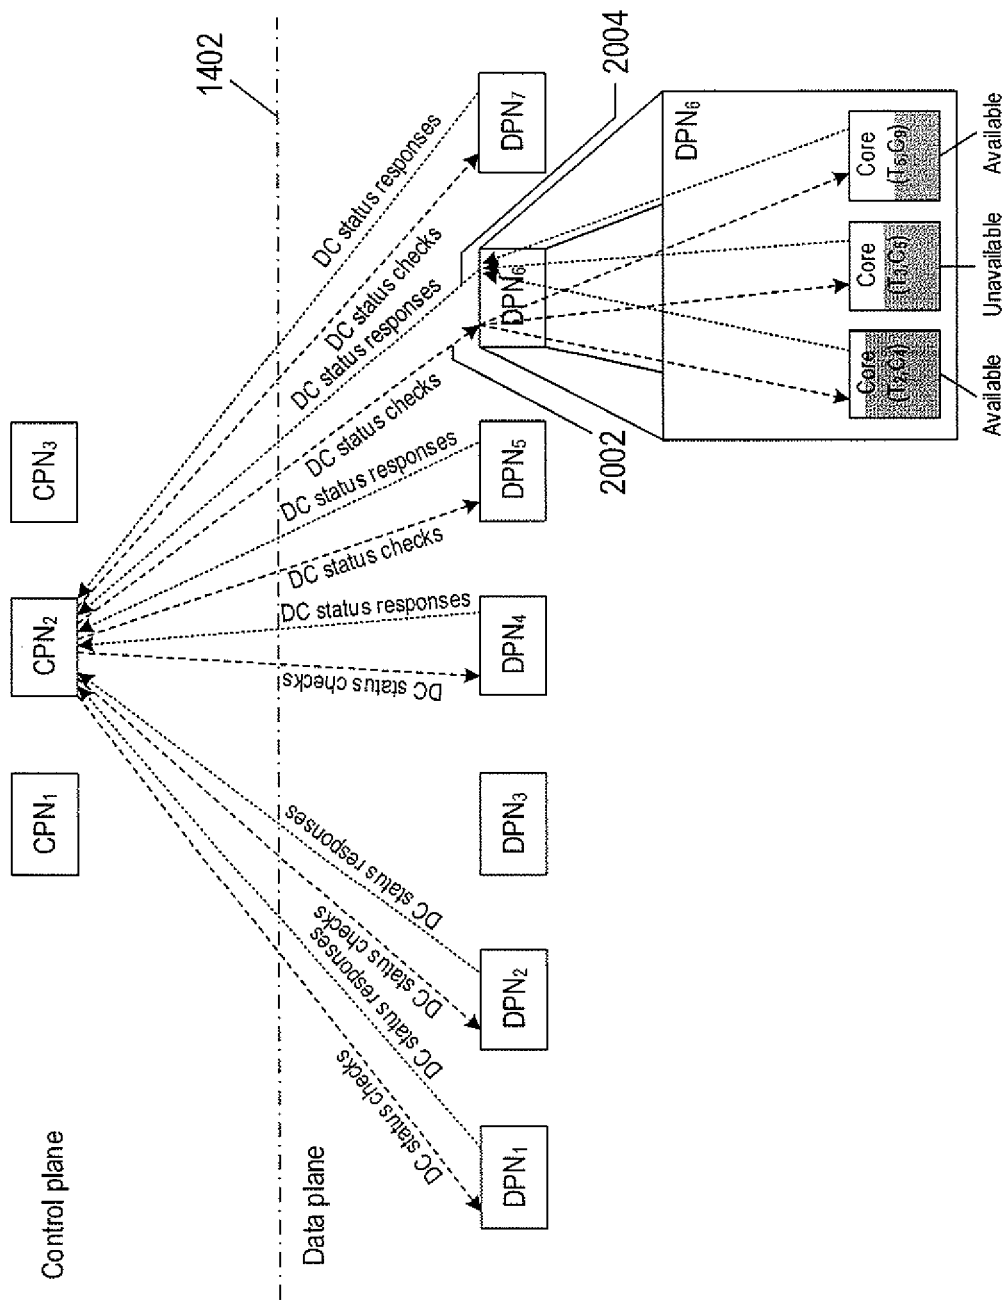 Control plane
CPN1
CPN2
CPN3
1402
Data plane
DC status checks
DC status responses
DC status checks
DC status responses
DC status checks
DC status responses
DC status checks
DC status responses
DC status checks
DC status responses
DC status checks
DC status responses
DPN1
DPN2
DPN3
DPN4
DPN5
DPN6
DPN7
2002
2004
DPN6
Core
Core
Core
Available
Unavailable
Available